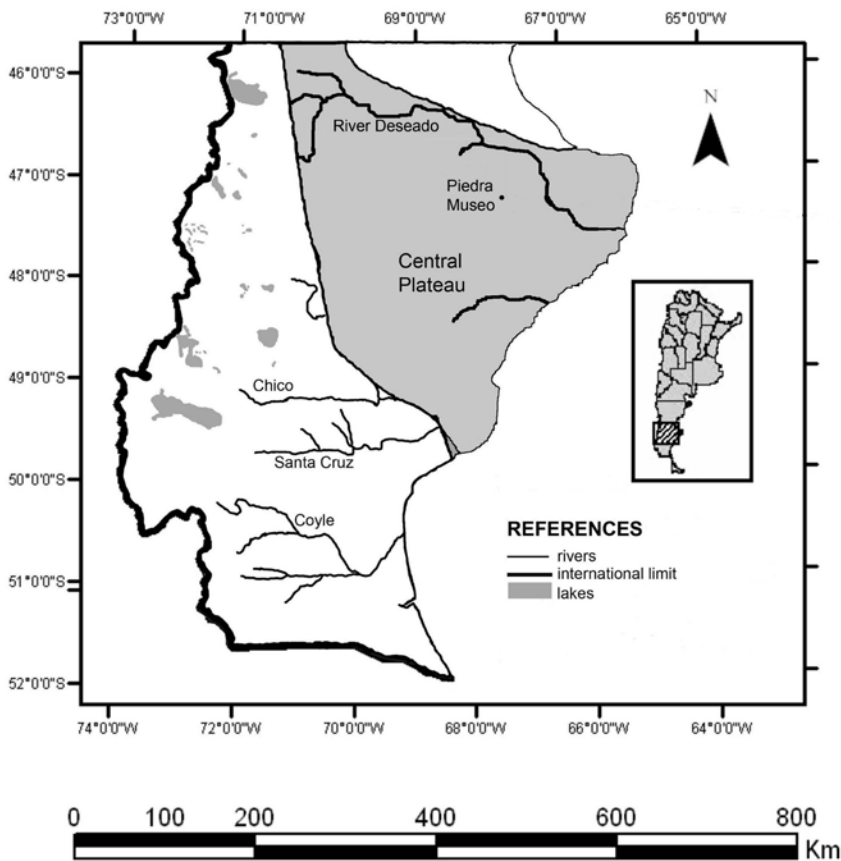 73°0'0"W 71°0'0"W 69°0'0"W 67°0'0"W 65°0'0"W
46°0'0"S
47°0'0"S
48°0'0"S
49°0'0"S
50°0'0"S
51°0'0"S
52°0'0"S
N
River Deseado
Piedra
Museo
Central
Plateau
Chico
Santa Cruz
Coyle
REFERENCES
rivers
international limit
lakes
74°0'0"W 72°0'0"W 70°0'0"W 68°0'0"W 66°0'0"W 64°0'0"W
0 100 200 400 600 800
Km